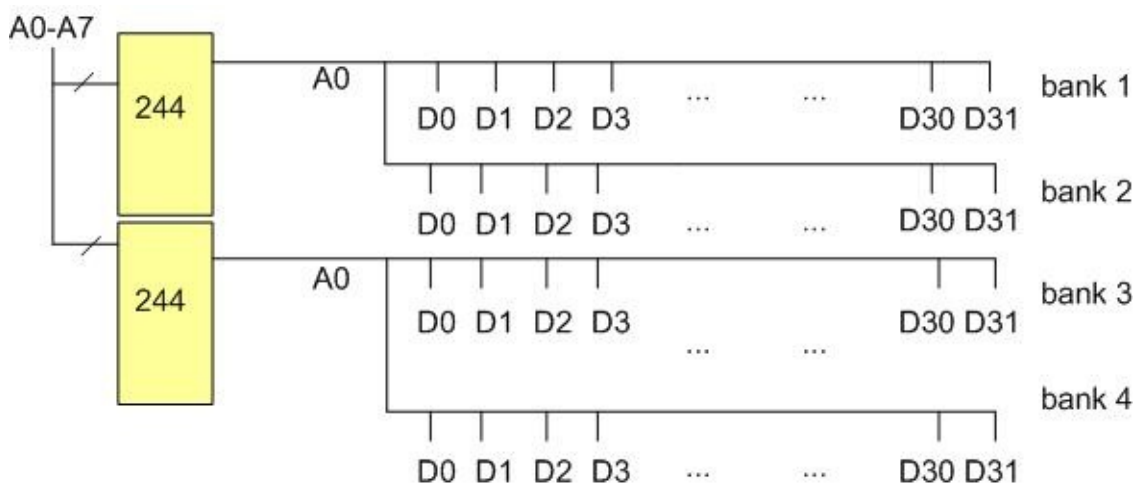 A0-A7
244
A0
D0 D1 D2 D3 ... ... D30 D31
bank 1
D0 D1 D2 D3 ... ... D30 D31
bank 2
244
A0
D0 D1 D2 D3 ... ... D30 D31
bank 3
D0 D1 D2 D3 ... ... D30 D31
bank 4